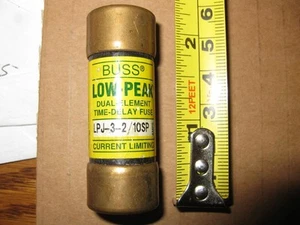 BUSS®
LOW-PEAK
DUAL-ELEMENT
TIME-DELAY FUSE
LPJ-3-2/10SP
CURRENT LIMITING
1
2
3
4
5
6
12FEET